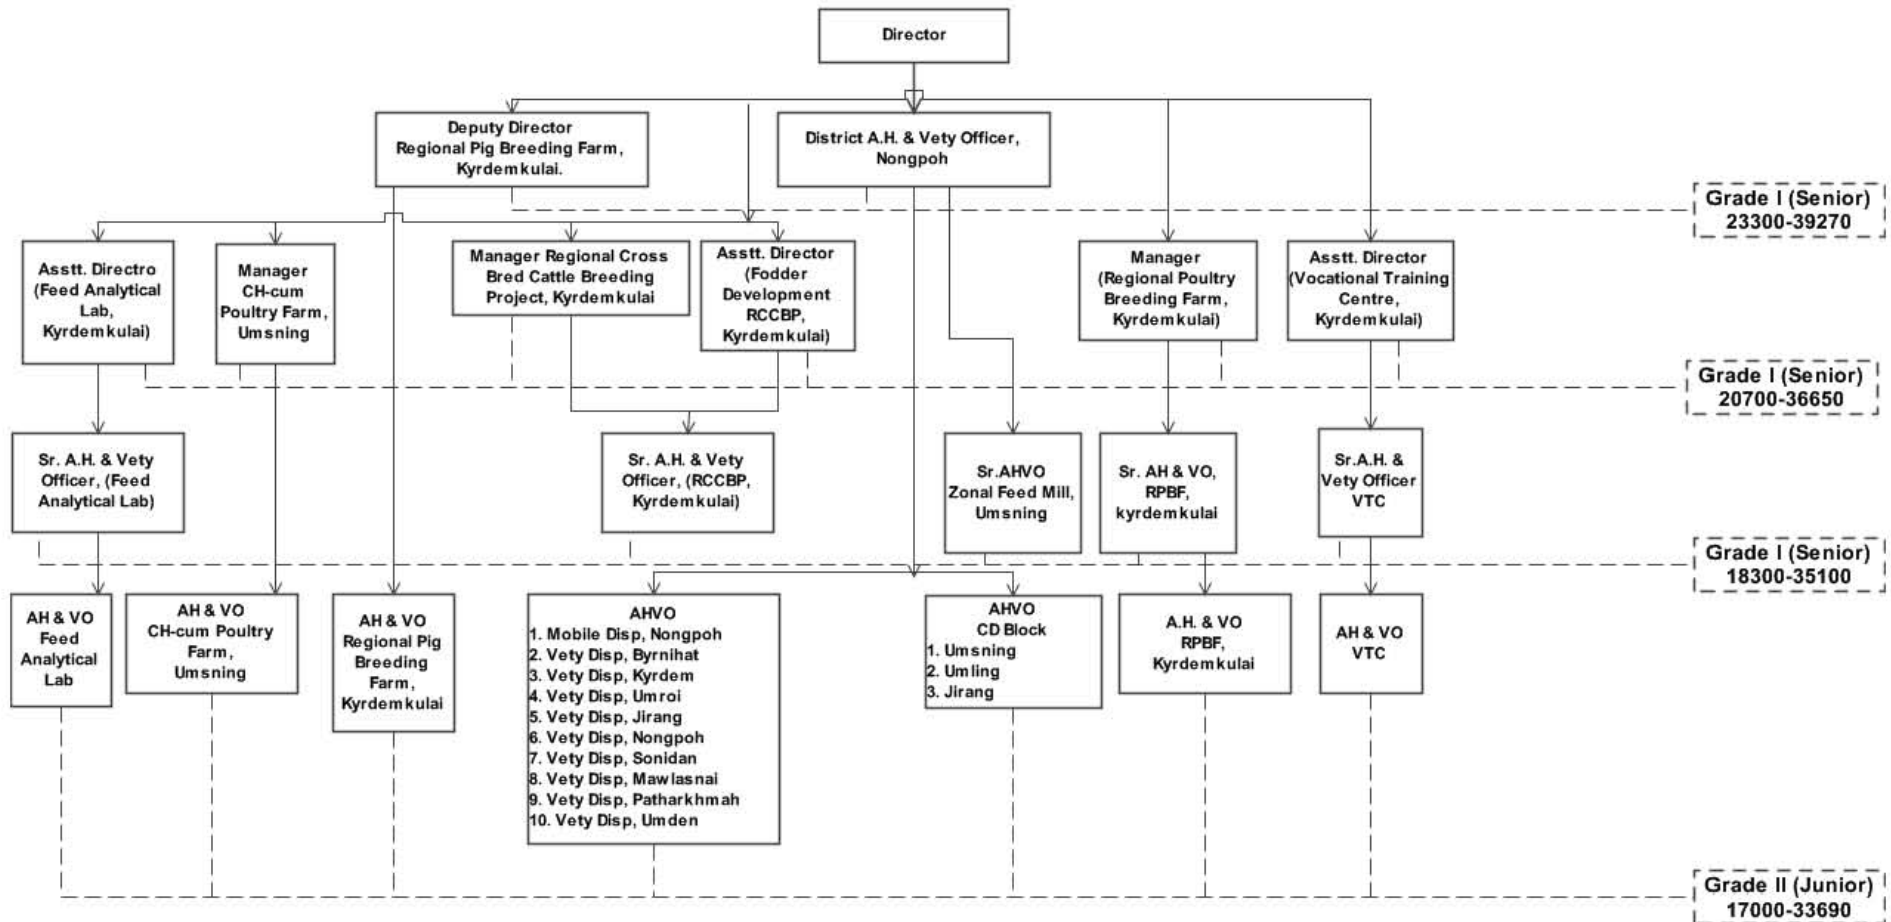 Director
Deputy Director
Regional Pig Breeding Farm,
Kyrdemkulai.
District A.H. & Vety Officer,
Nongpoh
Grade I (Senior)
23300-39270
Asstt. Directro
(Feed Analytical
Lab,
Kyrdemkulai)
Manager
CH-cum
Poultry Farm,
Umsning
Manager Regional Cross
Bred Cattle Breeding
Project, Kyrdemkulai
Asstt. Director
(Fodder
Development
RCCBP,
Kyrdemkulai)
Manager
(Regional Poultry
Breeding Farm,
Kyrdemkulai)
Asstt. Director
(Vocational Training
Centre,
Kyrdemkulai)
Grade I (Senior)
20700-36650
Sr. A.H. & Vety
Officer, (Feed
Analytical Lab)
Sr. A.H. & Vety
Officer, (RCCBP,
Kyrdemkulai)
Sr.AHVO
Zonal Feed Mill,
Umsning
Sr. AH & VO,
RPBF,
kyrdemkulai
Sr.A.H. &
Vety Officer
VTC
Grade I (Senior)
18300-35100
AH & VO
Feed
Analytical
Lab
AH & VO
CH-cum Poultry
Farm,
Umsning
AH & VO
Regional Pig
Breeding
Farm,
Kyrdemkulai
AHVO
1. Mobile Disp, Nongpoh
2. Vety Disp, Byrnihat
3. Vety Disp, Kyrdem
4. Vety Disp, Umroi
5. Vety Disp, Jirang
6. Vety Disp, Nongpoh
7. Vety Disp, Sonidan
8. Vety Disp, Mawlasnai
9. Vety Disp, Patharkhmah
10. Vety Disp, Umden
AHVO
CD Block
1. Umsning
2. Umling
3. Jirang
A.H. & VO
RPBF,
Kyrdemkulai
AH & VO
VTC
Grade II (Junior)
17000-33690